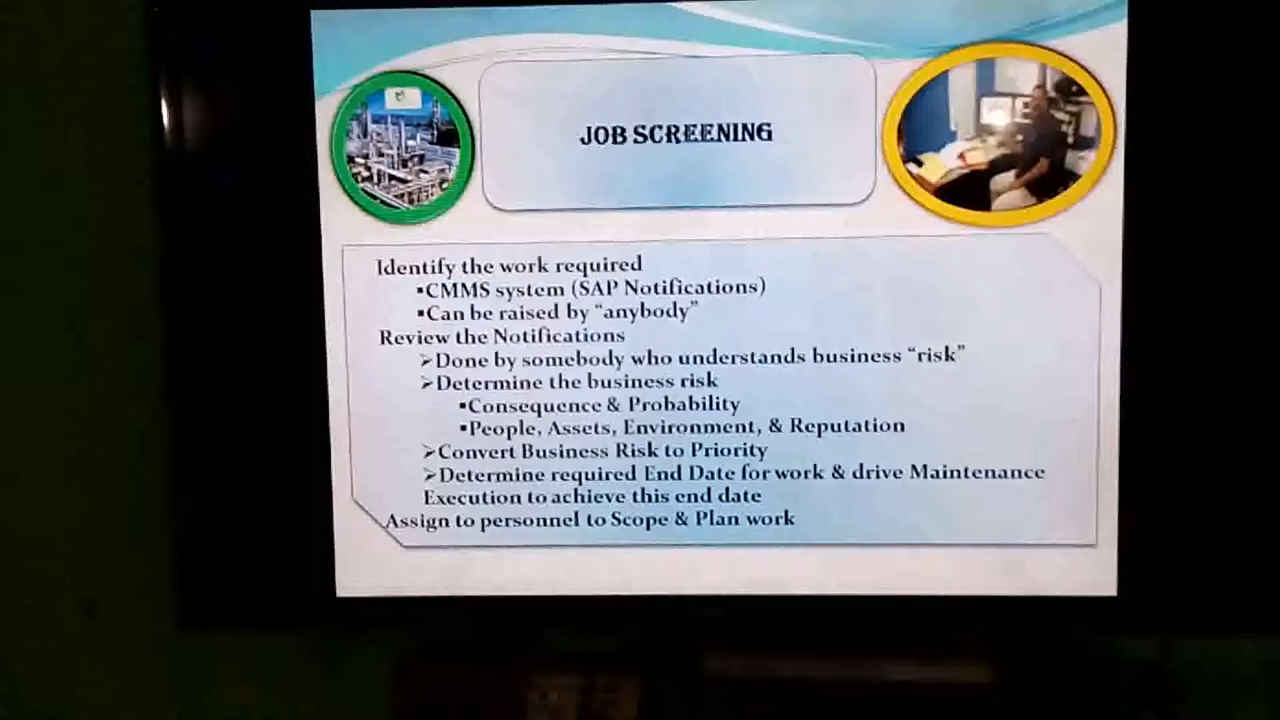 JOB SCREENING
Identify the work required
▪CMMS system (SAP Notifications)
▪Can be raised by “anybody”
Review the Notifications
➢Done by somebody who understands business “risk”
➢Determine the business risk
▪Consequence & Probability
▪People, Assets, Environment, & Reputation
➢Convert Business Risk to Priority
➢Determine required End Date for work & drive Maintenance
Execution to achieve this end date
Assign to personnel to Scope & Plan work